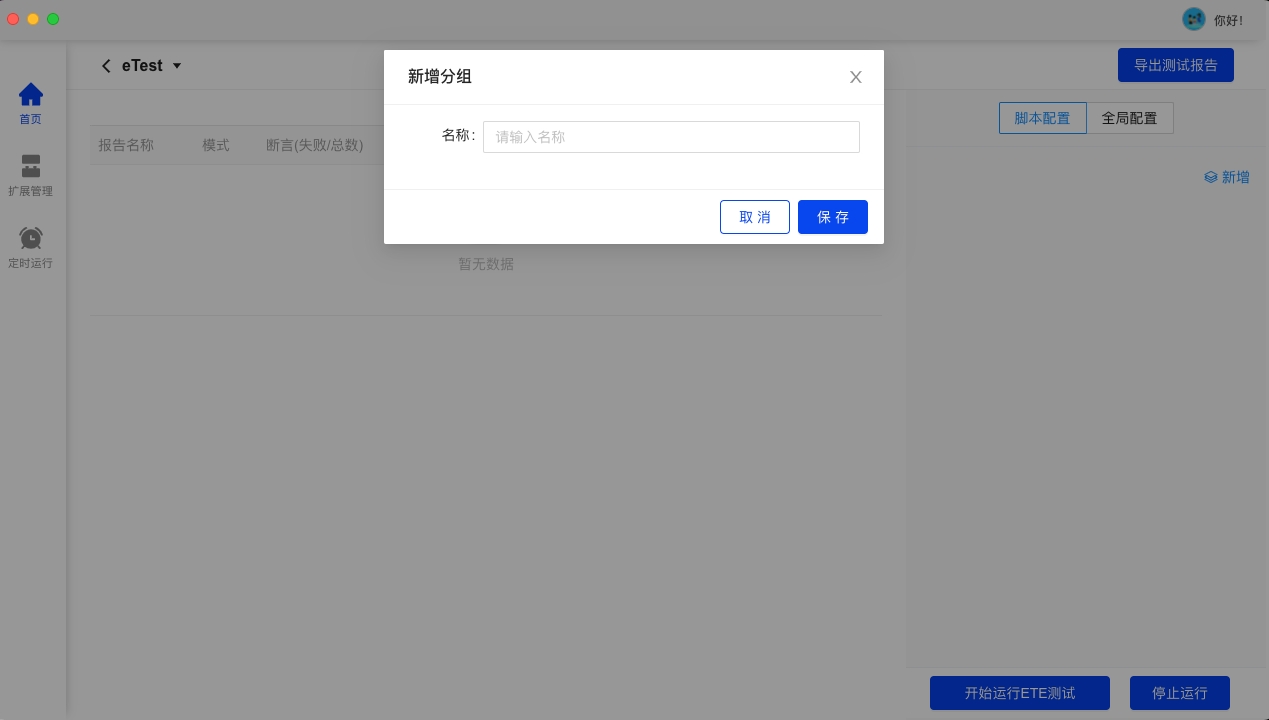 你好!
eTest
导出测试报告
新增分组
名称:
请输入名称
取 消
保 存
首页
扩展管理
定时运行
报告名称 模式 断言(失败/总数)
暂无数据
脚本配置 全局配置
新增
开始运行ETE测试 停止运行